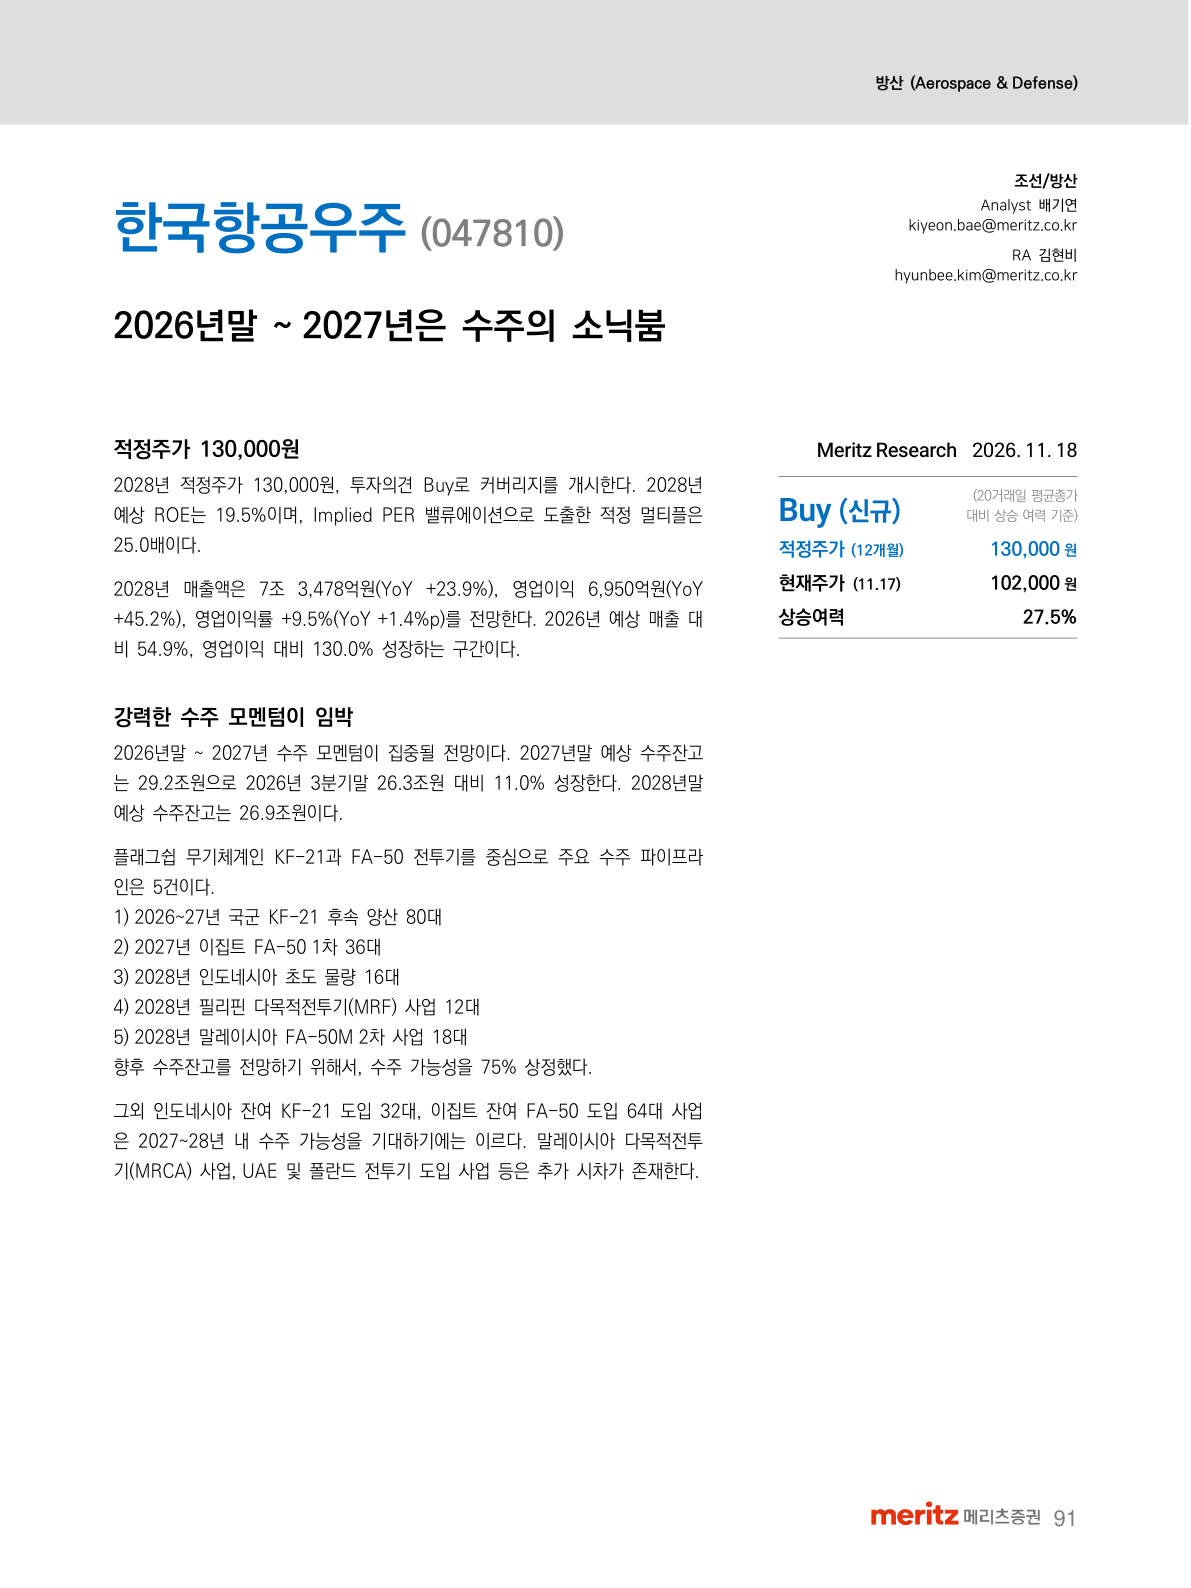 방산 (Aerospace & Defense)
조선/방산
Analyst 배기연
kiyeon.bae@meritz.co.kr
RA 김현비
hyunbee.kim@meritz.co.kr
한국항공우주 (047810)
2026년말 ~ 2027년은 수주의 소닉붐
적정주가 130,000원
2028년 적정주가 130,000원, 투자의견 Buy로 커버리지를 개시한다. 2028년
예상 ROE는 19.5%이며, Implied PER 밸류에이션으로 도출한 적정 멀티플은
25.0배이다.
2028년 매출액은 7조 3,478억원(YoY +23.9%), 영업이익 6,950억원(YoY
+45.2%), 영업이익률 +9.5%(YoY +1.4%p)를 전망한다. 2026년 예상 매출 대
비 54.9%, 영업이익 대비 130.0% 성장하는 구간이다.
강력한 수주 모멘텀이 임박
2026년말 ~ 2027년 수주 모멘텀이 집중될 전망이다. 2027년말 예상 수주잔고
는 29.2조원으로 2026년 3분기말 26.3조원 대비 11.0% 성장한다. 2028년말
예상 수주잔고는 26.9조원이다.
플래그쉽 무기체계인 KF-21과 FA-50 전투기를 중심으로 주요 수주 파이프라
인은 5건이다.
1) 2026~27년 국군 KF-21 후속 양산 80대
2) 2027년 이집트 FA-50 1차 36대
3) 2028년 인도네시아 초도 물량 16대
4) 2028년 필리핀 다목적전투기(MRF) 사업 12대
5) 2028년 말레이시아 FA-50M 2차 사업 18대
향후 수주잔고를 전망하기 위해서, 수주 가능성을 75% 상정했다.
그외 인도네시아 잔여 KF-21 도입 32대, 이집트 잔여 FA-50 도입 64대 사업
은 2027~28년 내 수주 가능성을 기대하기에는 이르다. 말레이시아 다목적전투
기(MRCA) 사업, UAE 및 폴란드 전투기 도입 사업 등은 추가 시차가 존재한다.
Meritz Research 2026. 11. 18
Buy (신규)
(20거래일 평균종가
대비 상승 여력 기준)
적정주가 (12개월) 130,000 원
현재주가 (11.17) 102,000 원
상승여력 27.5%
meritz 메리츠증권 91